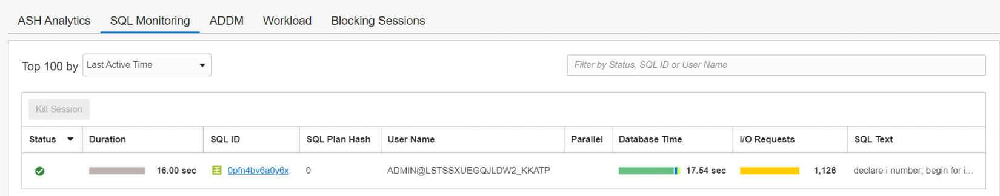 ASH Analytics SQL Monitoring ADDM Workload Blocking Sessions
Top 100 by Last Active Time Filter by Status, SQL ID or User Name
Kill Session
Status Duration SQL ID SQL Plan Hash User Name Parallel Database Time I/O Requests SQL Text
16.00 sec 0pfn4bv6a0y6x 0 ADMIN@LSTSSXUEGQJLDW2_KKATP 17.54 sec 1,126 declare i number; begin for i...